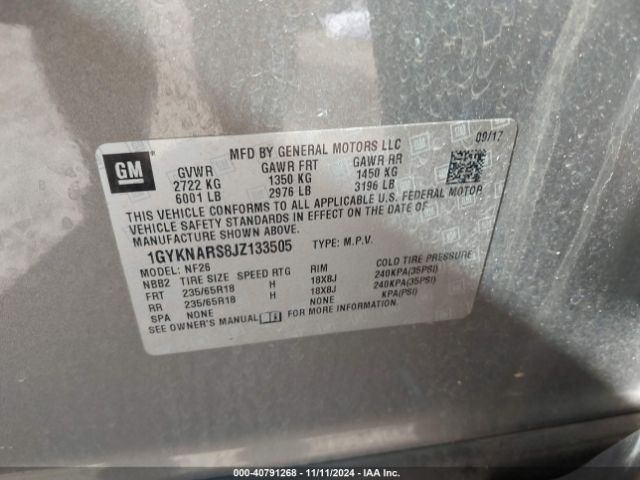 GM
MFD BY GENERAL MOTORS LLC
09/17
GVWR GAWR FRT GAWR RR
2722 KG 1350 KG 1450 KG
6001 LB 2976 LB 3196 LB
THIS VEHICLE CONFORMS TO ALL APPLICABLE U.S. FEDERAL MOTOR
VEHICLE SAFETY STANDARDS IN EFFECT ON THE DATE OF
MANUFACTURE SHOWN ABOVE.
1GYKNARS8JZ133505 TYPE: M.P.V.
MODEL: NF26
NBB2 TIRE SIZE SPEED RTG RIM COLD TIRE PRESSURE
FRT 235/65R18 H 18X8J 240KPA(35PSI)
RR 235/65R18 H 18X8J 240KPA(35PSI)
SPA NONE NONE KPA(PSI)
SEE OWNER'S MANUAL FOR MORE INFORMATION.
000-40791268 - 11/11/2024 - IAA Inc.